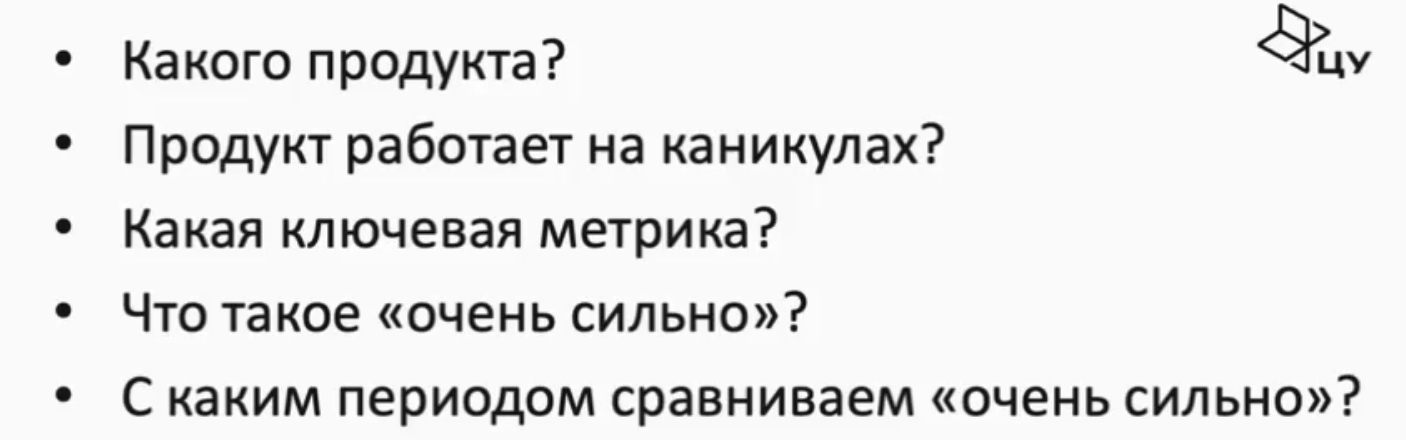 • Какого продукта?
ЦУ
• Продукт работает на каникулах?
• Какая ключевая метрика?
• Что такое «очень сильно»?
• С каким периодом сравниваем «очень сильно»?